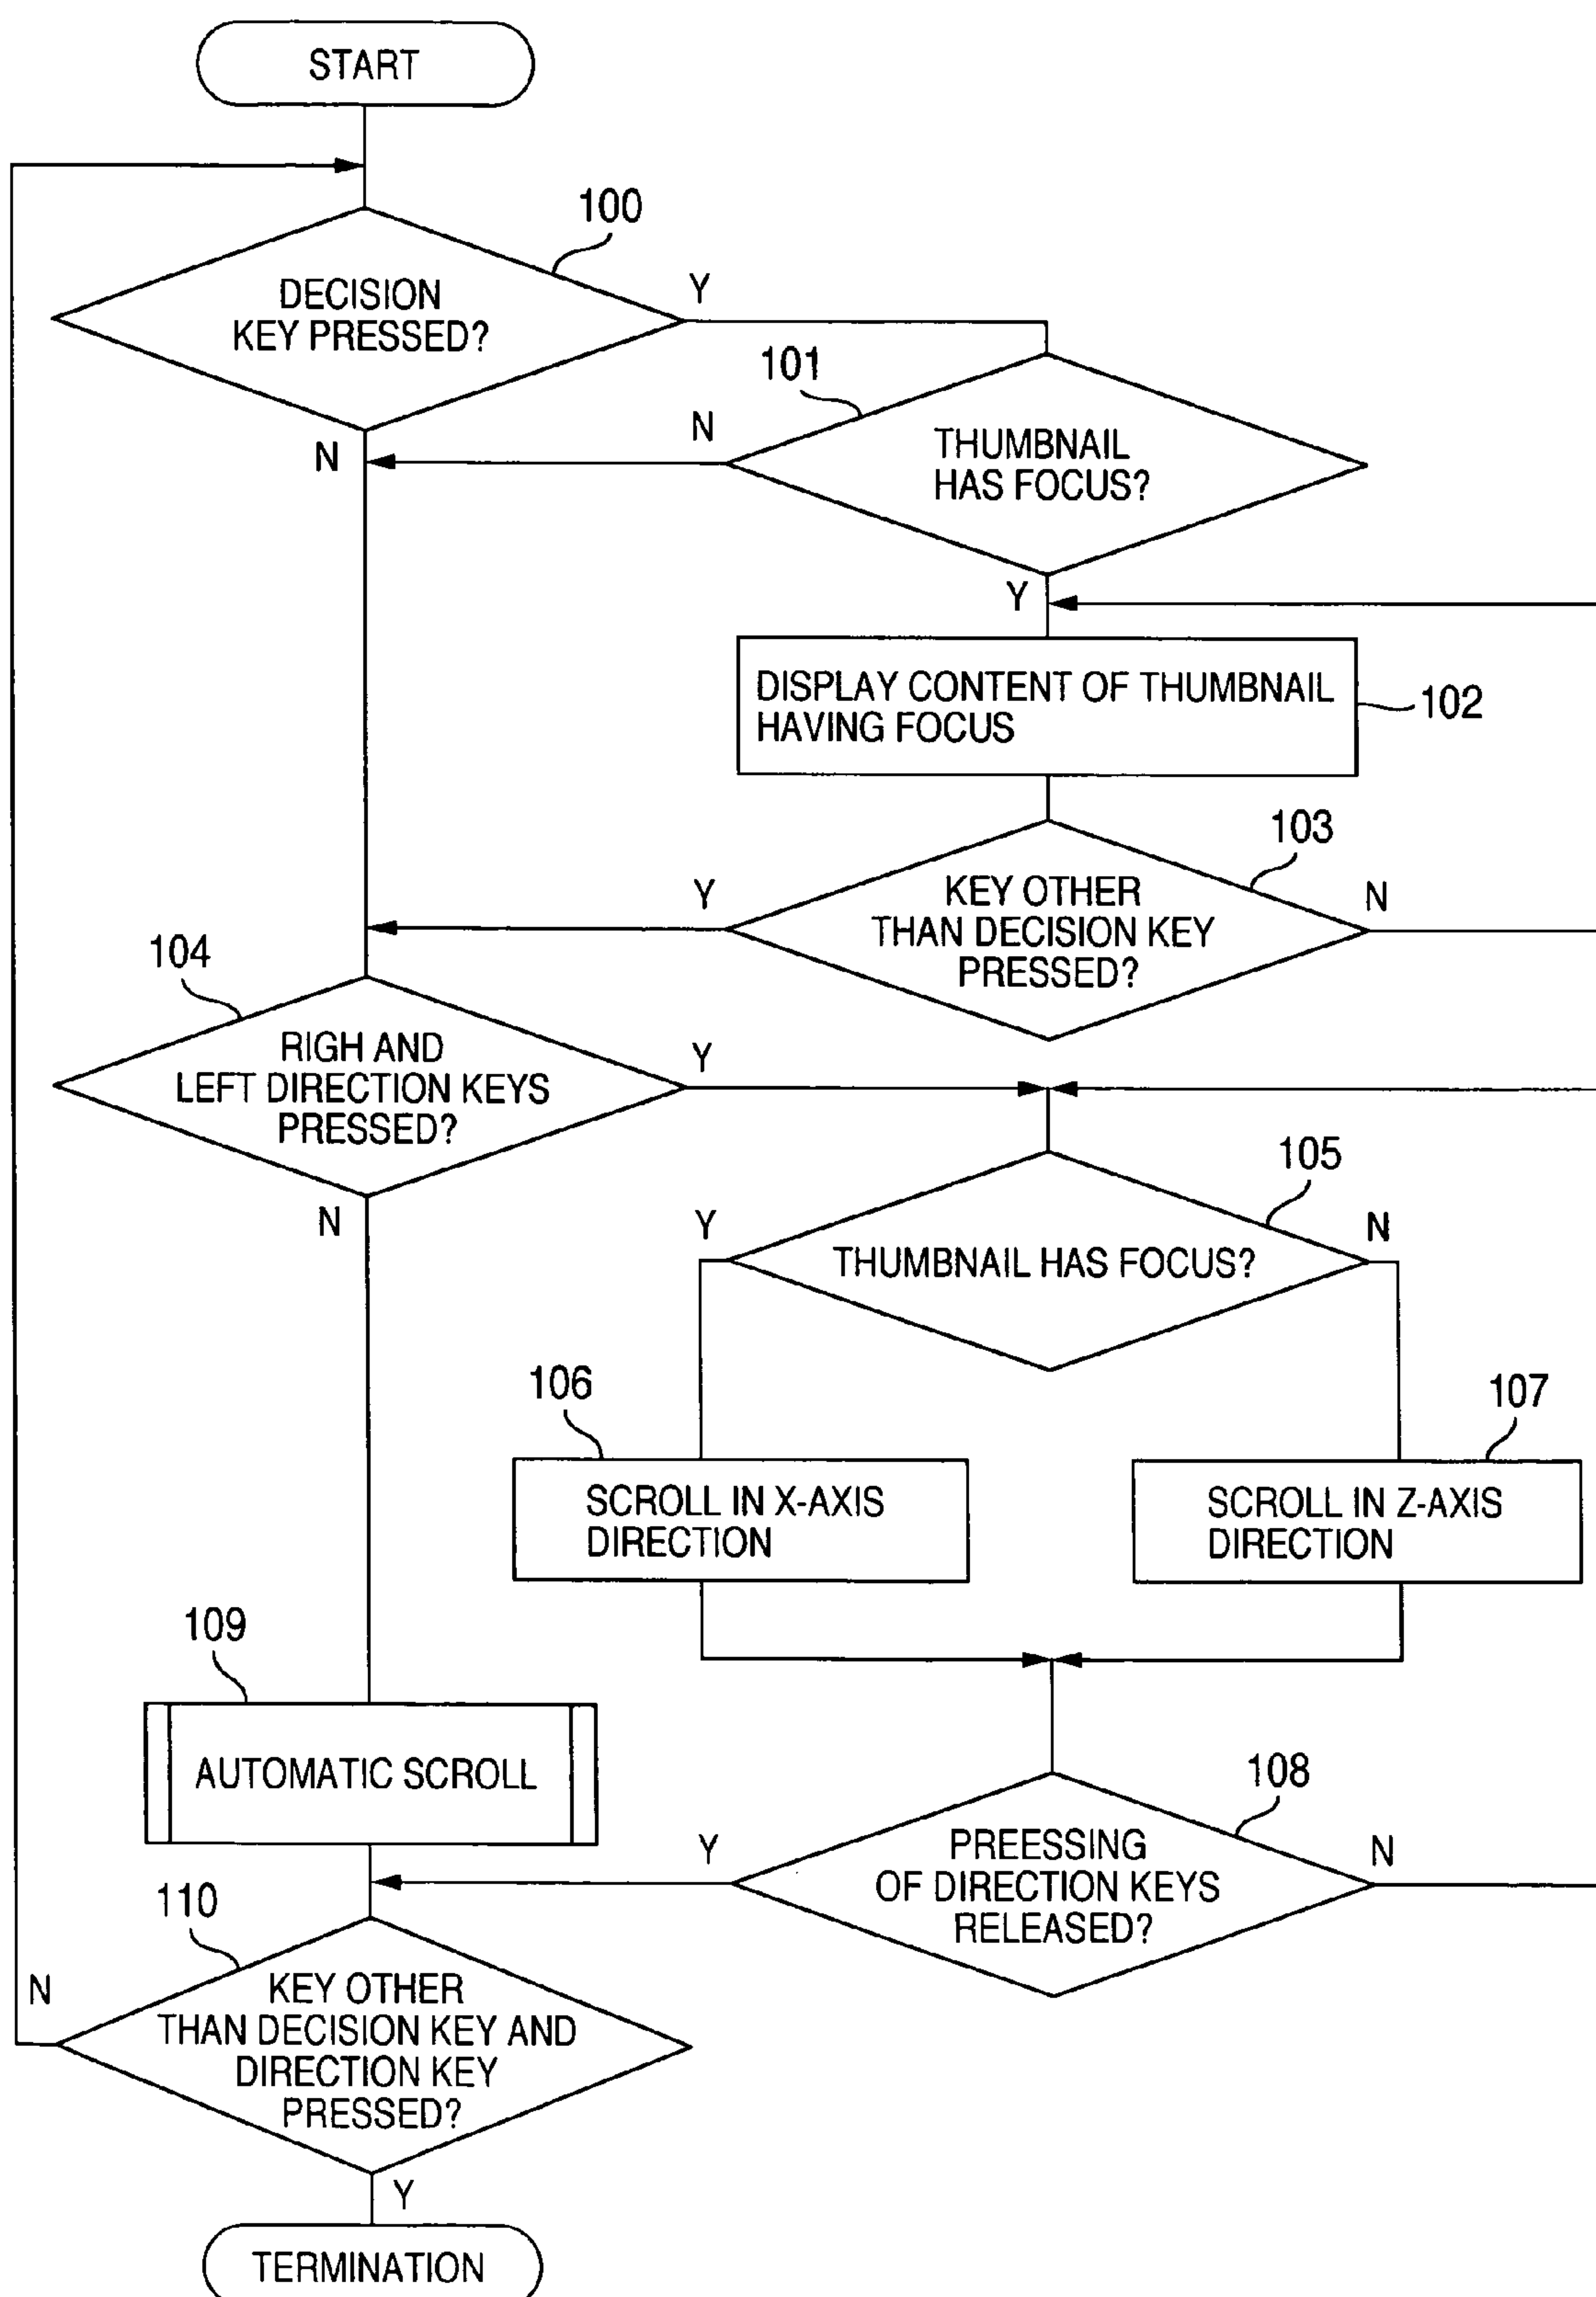 START
100
DECISION
KEY PRESSED?
Y
N
101
THUMBNAIL
HAS FOCUS?
N
Y
DISPLAY CONTENT OF THUMBNAIL
HAVING FOCUS
102
103
KEY OTHER
THAN DECISION KEY
PRESSED?
Y
N
104
RIGH AND
LEFT DIRECTION KEYS
PRESSED?
Y
N
105
THUMBNAIL HAS FOCUS?
Y
N
106
SCROLL IN X-AXIS
DIRECTION
107
SCROLL IN Z-AXIS
DIRECTION
109
AUTOMATIC SCROLL
108
PREESSING
OF DIRECTION KEYS
RELEASED?
Y
N
110
KEY OTHER
THAN DECISION KEY AND
DIRECTION KEY
PRESSED?
N
Y
TERMINATION